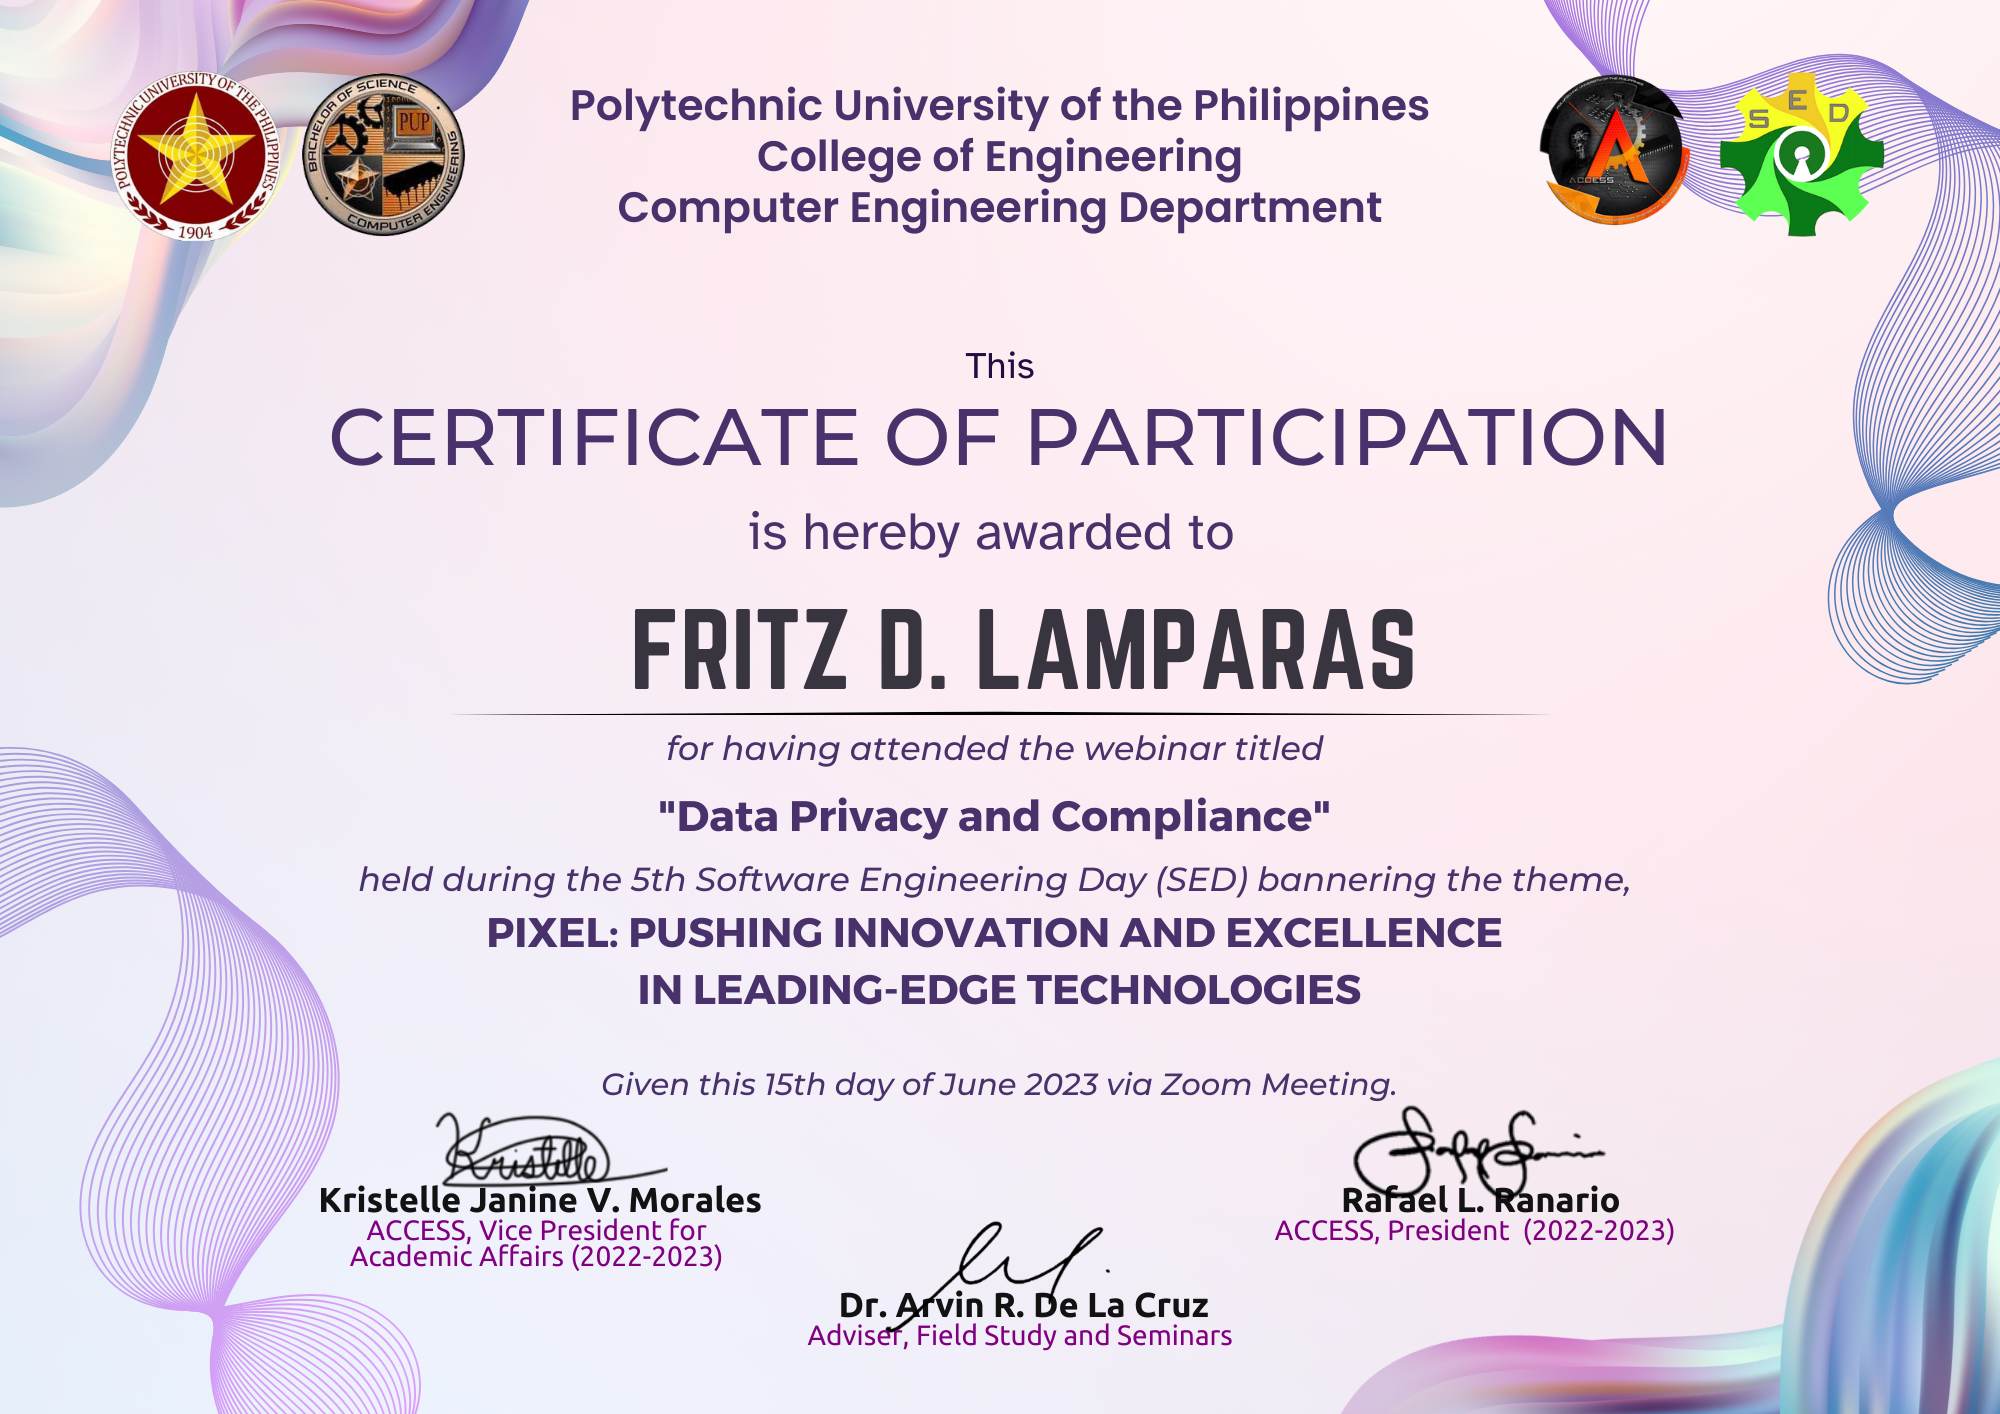 POLYTECHNIC UNIVERSITY OF THE PHILIPPINES
1904
BACHELOR OF SCIENCE
PUP
COMPUTER ENGINEERING
Polytechnic University of the Philippines
College of Engineering
Computer Engineering Department
ACCESS
S E D
This
CERTIFICATE OF PARTICIPATION
is hereby awarded to
FRITZ D. LAMPARAS
for having attended the webinar titled
"Data Privacy and Compliance"
held during the 5th Software Engineering Day (SED) bannering the theme,
PIXEL: PUSHING INNOVATION AND EXCELLENCE
IN LEADING-EDGE TECHNOLOGIES
Given this 15th day of June 2023 via Zoom Meeting.
Kristelle
Kristelle Janine V. Morales
ACCESS, Vice President for
Academic Affairs (2022-2023)
Rafael L. Ranario
ACCESS, President (2022-2023)
Dr. Arvin R. De La Cruz
Adviser, Field Study and Seminars